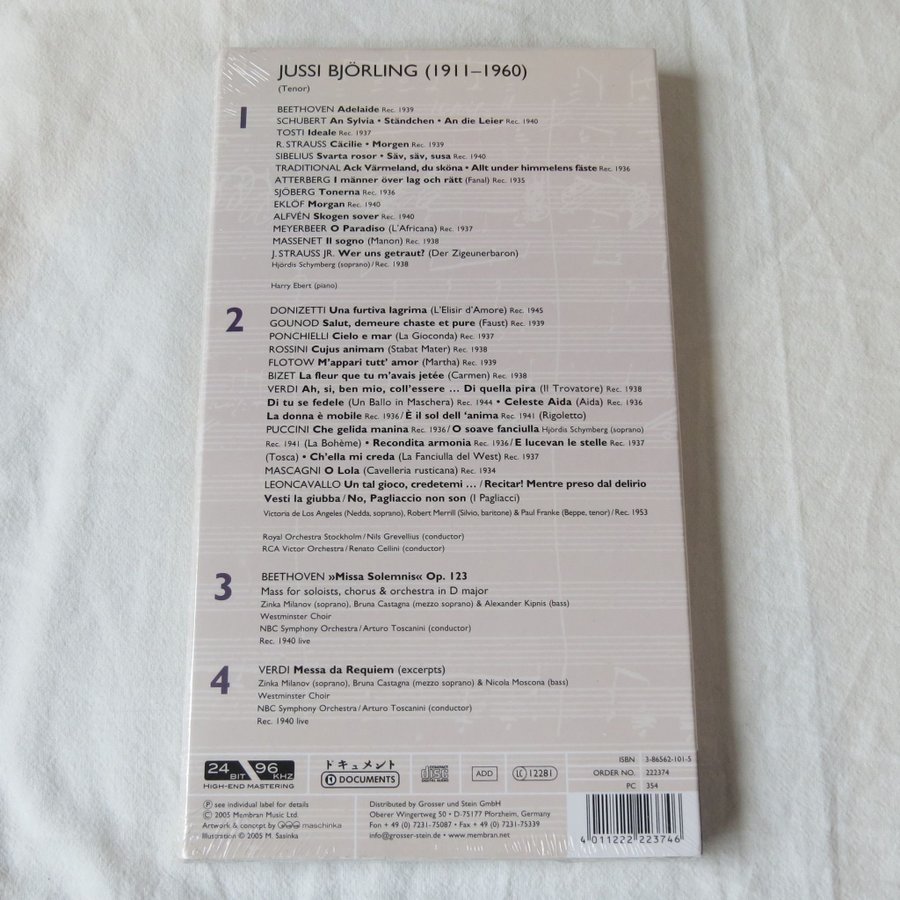 JUSSI BJÖRLING (1911–1960)
(Tenor)
1
BEETHOVEN Adelaide Rec. 1939
SCHUBERT An Sylvia • Ständchen • An die Leier Rec. 1940
TOSTI Ideale Rec. 1937
R. STRAUSS Cäcilie • Morgen Rec. 1939
SIBELIUS Svarta rosor • Säv, säv, susa Rec. 1940
TRADITIONAL Ack Värmeland, du sköna • Allt under himmelens fäste Rec. 1936
ATTERBERG I männer över lag och rätt (Fanal) Rec. 1935
SJÖBERG Tonerna Rec. 1936
EKLÖF Morgan Rec. 1940
ALFVÉN Skogen sover Rec. 1940
MEYERBEER O Paradiso (L'Africana) Rec. 1937
MASSENET Il sogno (Manon) Rec. 1938
J. STRAUSS JR. Wer uns getraut? (Der Zigeunerbaron)
Hjördis Schymberg (soprano) / Rec. 1938
Harry Ebert (piano)
2
DONIZETTI Una furtiva lagrima (L'Elisir d'Amore) Rec. 1945
GOUNOD Salut, demeure chaste et pure (Faust) Rec. 1939
PONCHIELLI Cielo e mar (La Gioconda) Rec. 1937
ROSSINI Cujus animam (Stabat Mater) Rec. 1938
FLOTOW M'appari tutt' amor (Martha) Rec. 1939
BIZET La fleur que tu m'avais jetée (Carmen) Rec. 1938
VERDI Ah, si, ben mio, coll'essere ... Di quella pira (Il Trovatore) Rec. 1938
Di tu se fedele (Un Ballo in Maschera) Rec. 1944 • Celeste Aida (Aida) Rec. 1936
La donna è mobile Rec. 1936 / È il sol dell 'anima Rec. 1941 (Rigoletto)
PUCCINI Che gelida manina Rec. 1936 / O soave fanciulla Hjördis Schymberg (soprano)
Rec. 1941 (La Bohème) • Recondita armonia Rec. 1936 / E lucevan le stelle Rec. 1937
(Tosca) • Ch'ella mi creda (La Fanciulla del West) Rec. 1937
MASCAGNI O Lola (Cavelleria rusticana) Rec. 1934
LEONCAVALLO Un tal gioco, credetemi ... / Recitar! Mentre preso dal delirio
Vesti la giubba / No, Pagliaccio non son (I Pagliacci)
Victoria de Los Angeles (Nedda, soprano), Robert Merrill (Silvio, baritone) & Paul Franke (Beppe, tenor) / Rec. 1953
Royal Orchestra Stockholm / Nils Grevellius (conductor)
RCA Victor Orchestra / Renato Cellini (conductor)
3
BEETHOVEN »Missa Solemnis« Op. 123
Mass for soloists, chorus & orchestra in D major
Zinka Milanov (soprano), Bruna Castagna (mezzo soprano) & Alexander Kipnis (bass)
Westminster Choir
NBC Symphony Orchestra / Arturo Toscanini (conductor)
Rec. 1940 live
4
VERDI Messa da Requiem (excerpts)
Zinka Milanov (soprano), Bruna Castagna (mezzo soprano) & Nicola Moscona (bass)
Westminster Choir
NBC Symphony Orchestra / Arturo Toscanini (conductor)
Rec. 1940 live
24 BIT 96 KHZ
HIGH-END MASTERING
ドキュメント
DOCUMENTS
COMPACT disc DIGITAL AUDIO
ADD
LC 12281
ISBN 3-86562-101-5
ORDER NO. 222374
PC 354
Ⓟ see individual label for details
© 2005 Membran Music Ltd.
Artwork & concept by maschinka
Illustration © 2005 M. Sasinka
Distributed by Grosser und Stein GmbH
Oberer Wingertweg 50 • D-75177 Pforzheim, Germany
Fon + 49 (0) 7231-75087 • Fax + 49 (0) 7231-75339
info@grosser-stein.de • www.membran.net
4 011222 223746